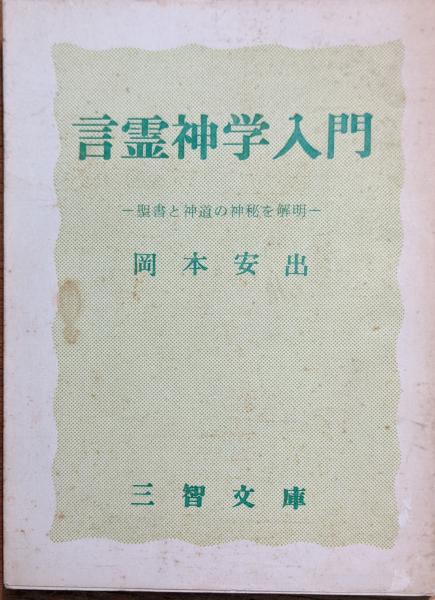 言霊神学入門
―聖書と神道の神秘を解明―
岡本安出
三智文庫